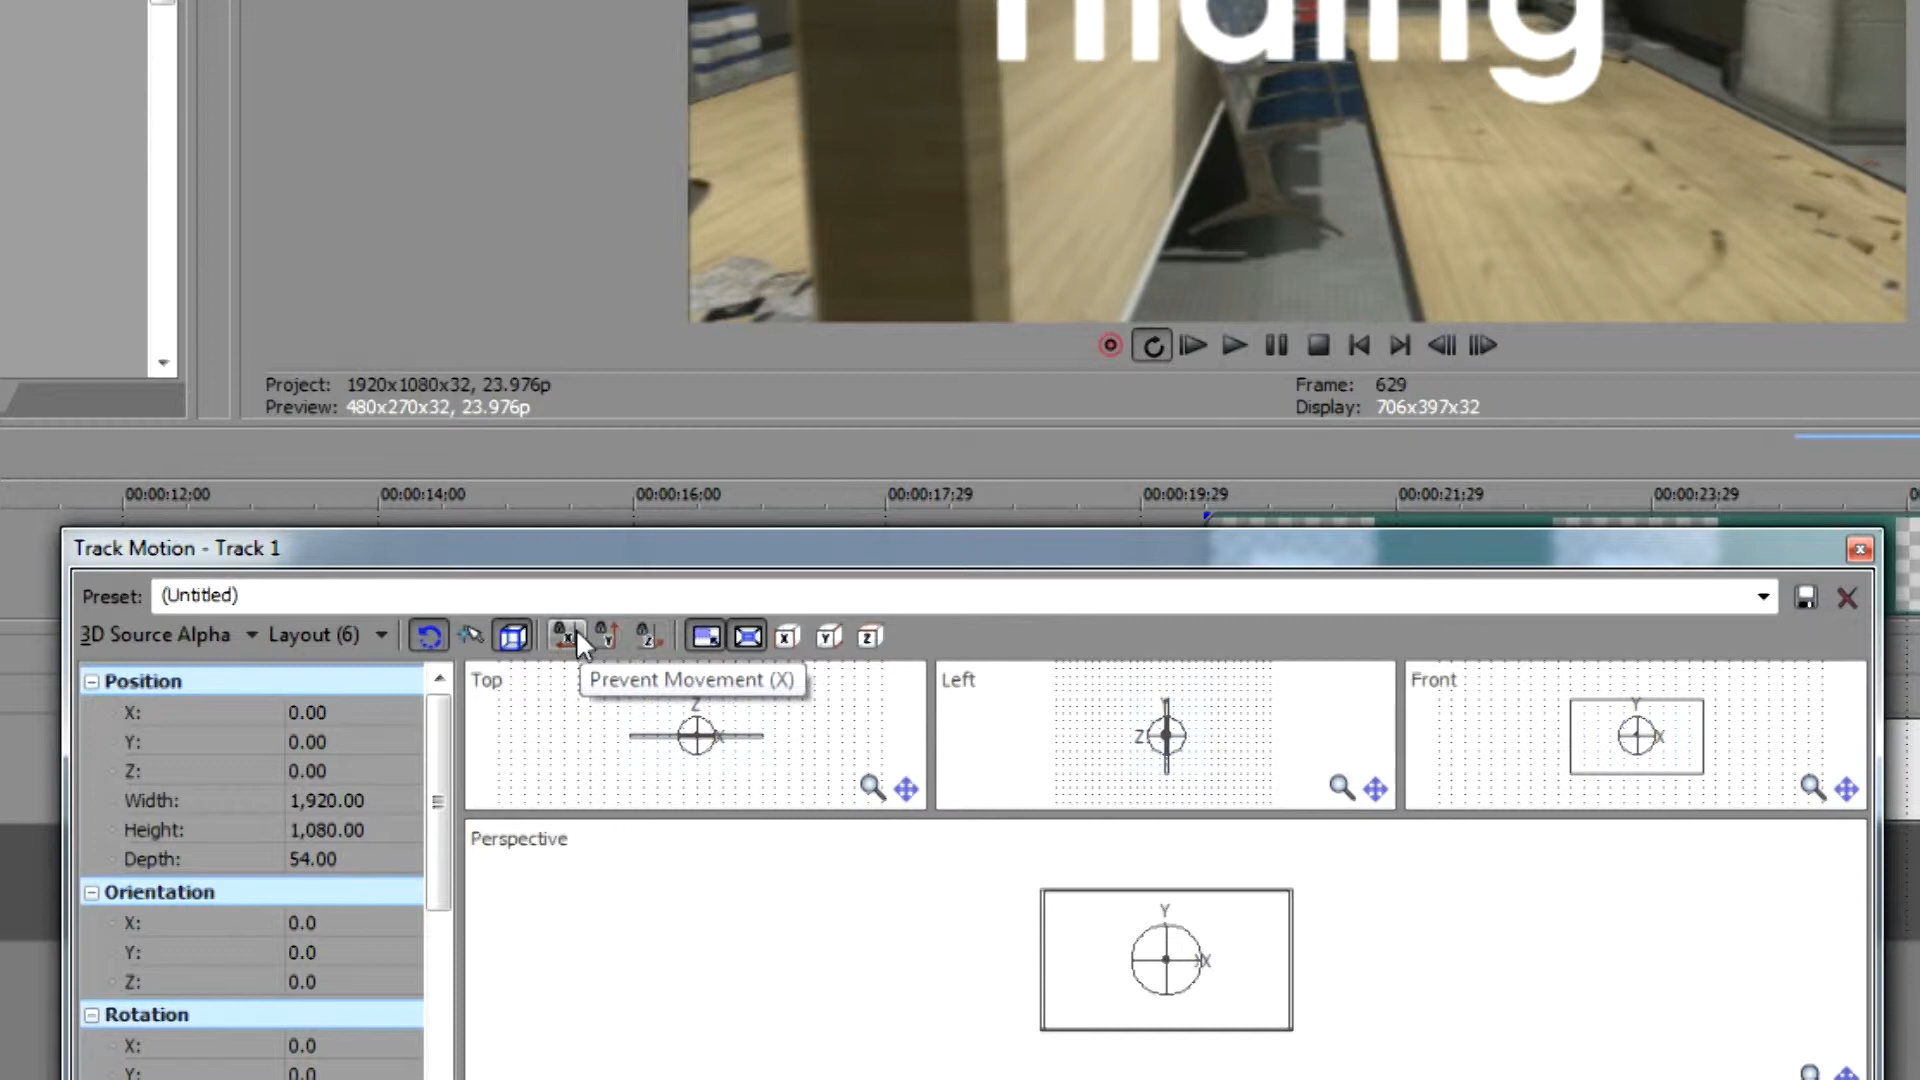 hiding
Project: 1920x1080x32, 23.976p
Preview: 480x270x32, 23.976p
Frame: 629
Display: 706x397x32
00:00:12;00 00:00:14;00 00:00:16;00 00:00:17;29 00:00:19;29 00:00:21;29 00:00:23;29
Track Motion - Track 1
Preset: (Untitled)
3D Source Alpha Layout (6) X Y Z X Y Z
Prevent Movement (X)
Position
X: 0.00
Y: 0.00
Z: 0.00
Width: 1,920.00
Height: 1,080.00
Depth: 54.00
Orientation
X: 0.0
Y: 0.0
Z: 0.0
Rotation
X: 0.0
Y: 0.0
Top
Z
X
Left
Y
Z
Front
Y
X
Perspective
Y
X